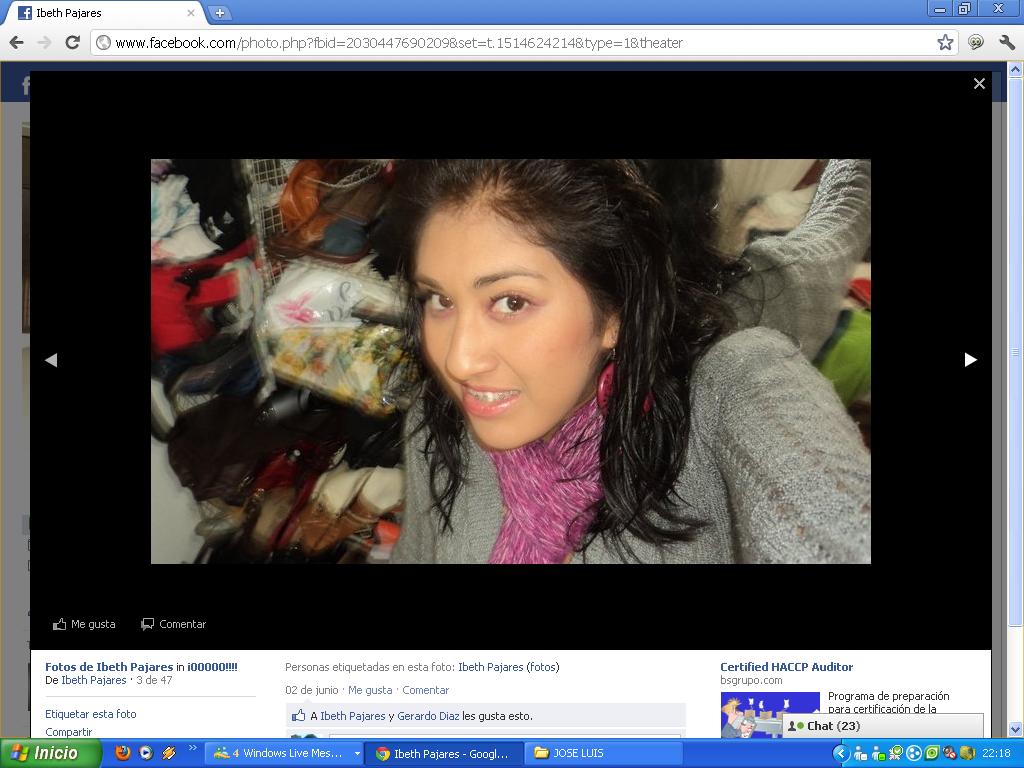 Ibeth Pajares
www.facebook.com/photo.php?fbid=2030447690209&set=t.1514624214&type=1&theater
Me gusta
Comentar
Fotos de Ibeth Pajares in i00000!!!!
De Ibeth Pajares · 3 de 47
Etiquetar esta foto
Compartir
Personas etiquetadas en esta foto: Ibeth Pajares (fotos)
02 de junio · Me gusta · Comentar
A Ibeth Pajares y Gerardo Diaz les gusta esto.
Certified HACCP Auditor
bsgrupo.com
Programa de preparación
para certificación de la
Chat (23)
Inicio
4 Windows Live Mes...
Ibeth Pajares - Googl...
JOSE LUIS
22:18